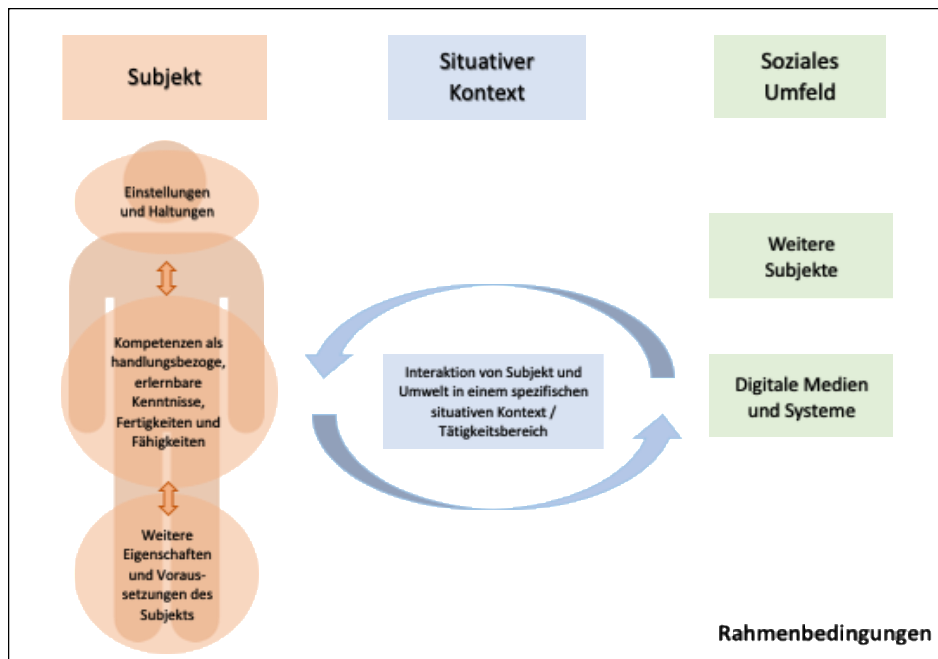 Subjekt
Situativer
Kontext
Soziales
Umfeld
Einstellungen
und Haltungen
Kompetenzen als
handlungsbezoge,
erlernbare
Kenntnisse,
Fertigkeiten und
Fähigkeiten
Weitere
Eigenschaften
und Voraus-
setzungen des
Subjekts
Interaktion von Subjekt und
Umwelt in einem spezifischen
situativen Kontext /
Tätigkeitsbereich
Weitere
Subjekte
Digitale Medien
und Systeme
Rahmenbedingungen